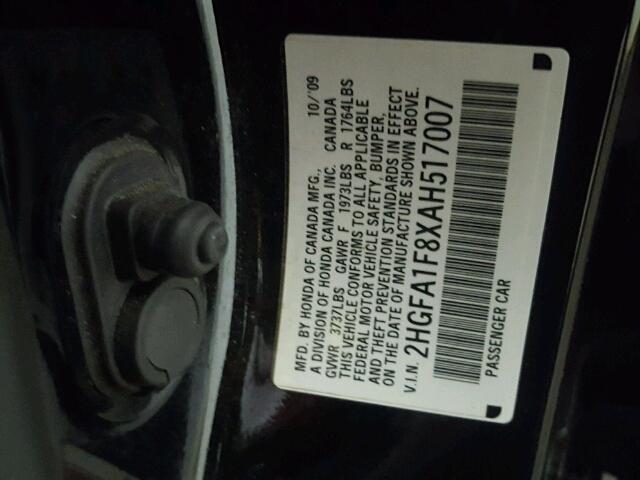 MFD. BY HONDA OF CANADA MFG., 10/'09
A DIVISION OF HONDA CANADA INC. CANADA
GVWR 3737LBS GAWR F 1973LBS R 1764LBS
THIS VEHICLE CONFORMS TO ALL APPLICABLE
FEDERAL MOTOR VEHICLE SAFETY, BUMPER,
AND THEFT PREVENTION STANDARDS IN EFFECT
ON THE DATE OF MANUFACTURE SHOWN ABOVE.
V.I.N. 2HGFA1F8XAH517007
PASSENGER CAR